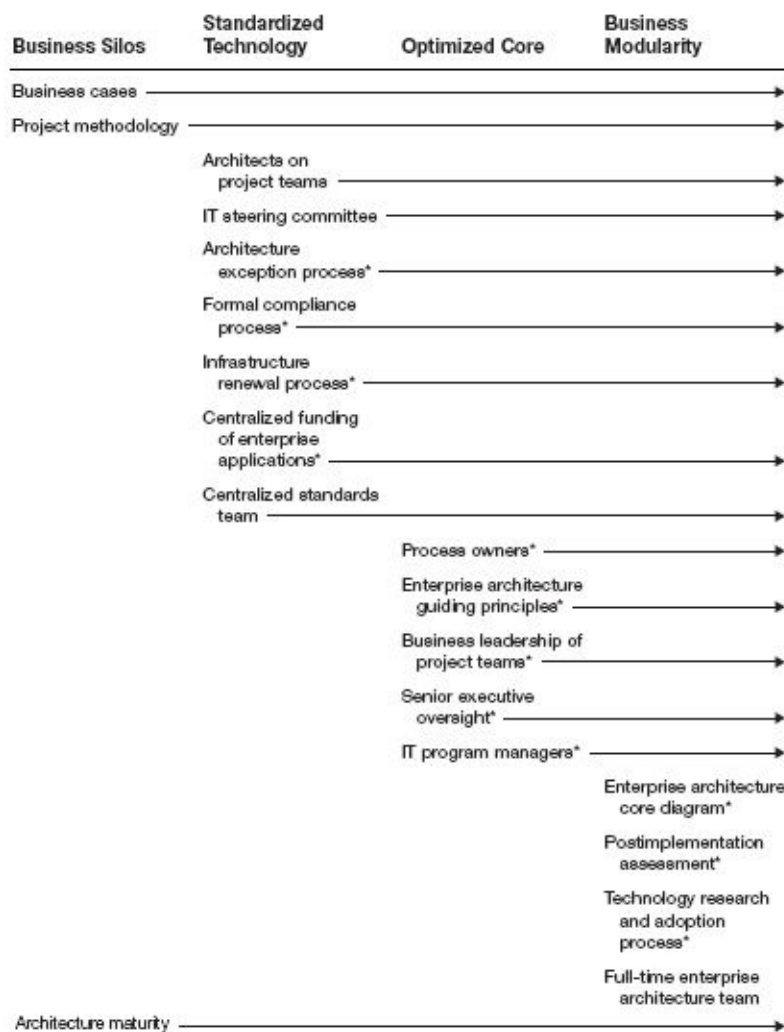 Business Silos
Standardized
Technology
Optimized Core
Business
Modularity
Business cases
Project methodology
Architects on
project teams
IT steering committee
Architecture
exception process*
Formal compliance
process*
Infrastructure
renewal process*
Centralized funding
of enterprise
applications*
Centralized standards
team
Process owners*
Enterprise architecture
guiding principles*
Business leadership of
project teams*
Senior executive
oversight*
IT program managers*
Enterprise architecture
core diagram*
Postimplementation
assessment*
Technology research
and adoption
process*
Full-time enterprise
architecture team
Architecture maturity